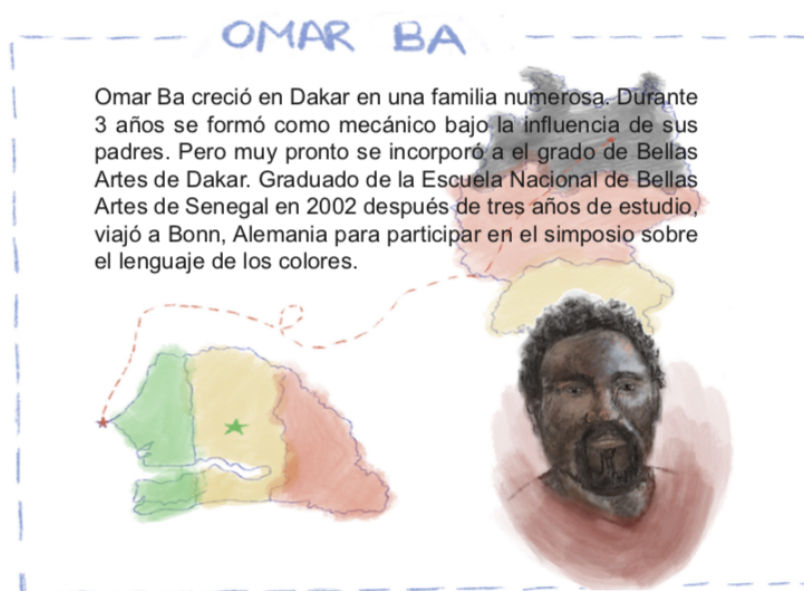 OMAR BA
Omar Ba creció en Dakar en una familia numerosa. Durante
3 años se formó como mecánico bajo la influencia de sus
padres. Pero muy pronto se incorporó a el grado de Bellas
Artes de Dakar. Graduado de la Escuela Nacional de Bellas
Artes de Senegal en 2002 después de tres años de estudio,
viajó a Bonn, Alemania para participar en el simposio sobre
el lenguaje de los colores.